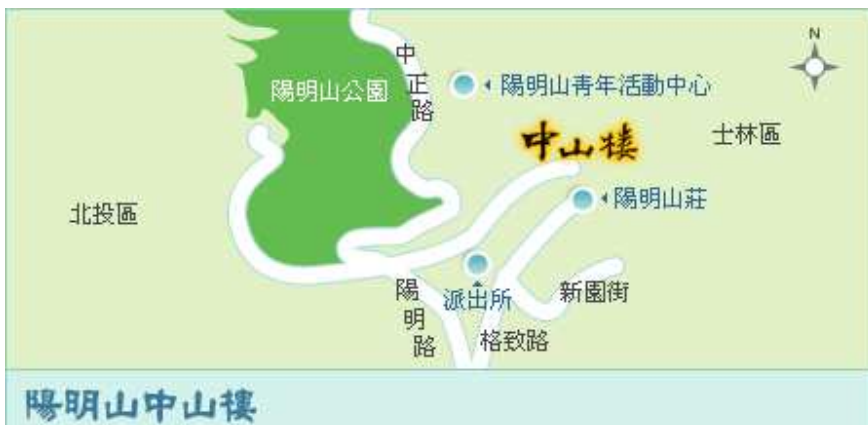 N
中正路
陽明山公園
陽明山青年活動中心
中山樓
士林區
陽明山莊
北投區
陽明路
派出所
新園街
格致路
陽明山中山樓